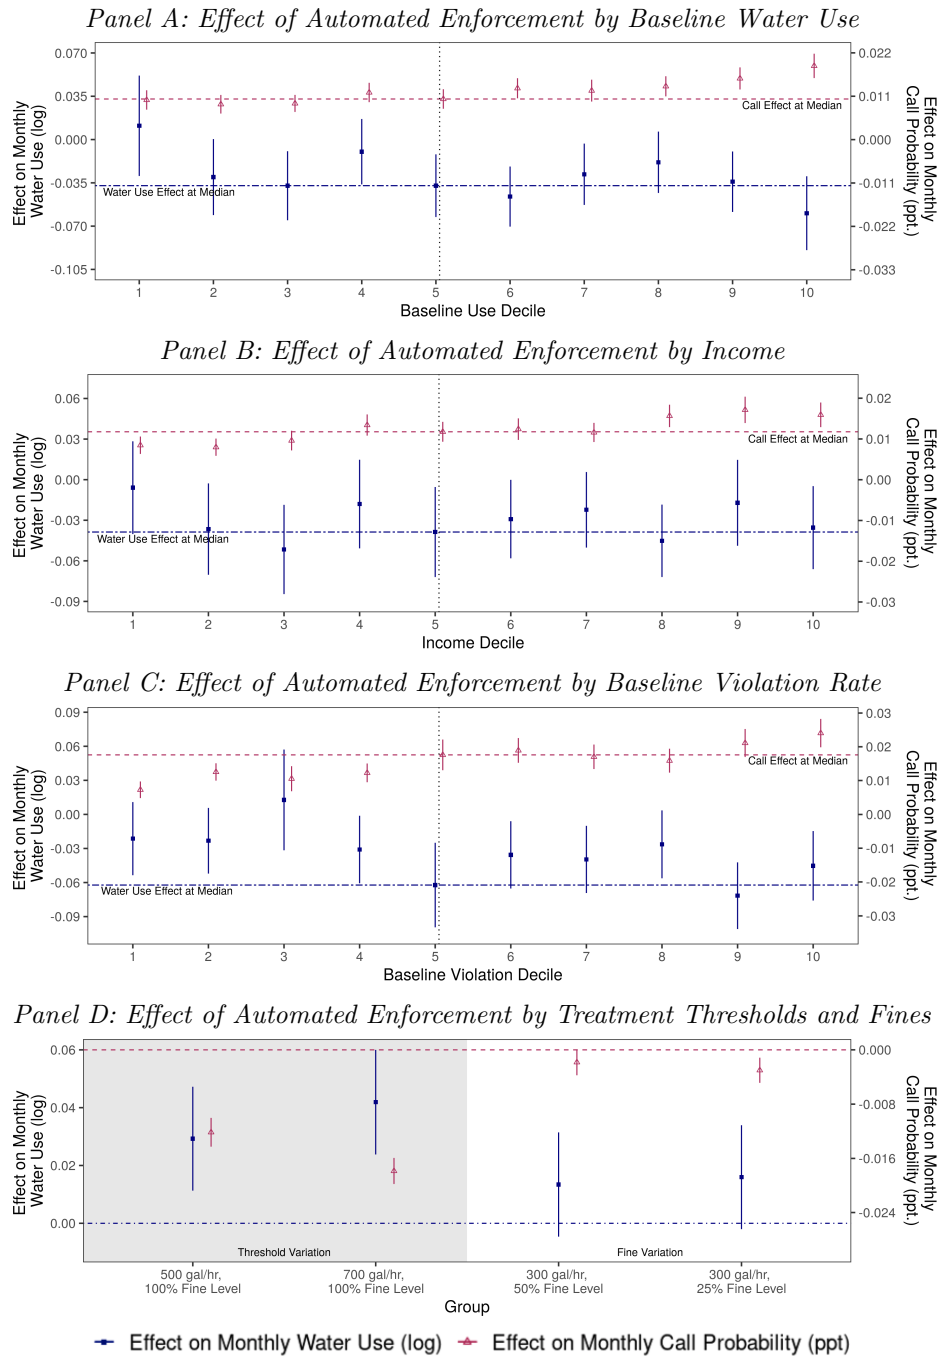 Panel A: Effect of Automated Enforcement by Baseline Water Use
Effect on Monthly
Water Use (log)
0.070
0.035
0.000
-0.035
-0.070
-0.105
Call Effect at Median
Water Use Effect at Median
0.022
0.011
0.000
-0.011
-0.022
-0.033
Effect on Monthly
Call Probability (ppt.)
1 2 3 4 5 6 7 8 9 10
Baseline Use Decile
Panel B: Effect of Automated Enforcement by Income
Effect on Monthly
Water Use (log)
0.06
0.03
0.00
-0.03
-0.06
-0.09
Call Effect at Median
Water Use Effect at Median
0.02
0.01
0.00
-0.01
-0.02
-0.03
Effect on Monthly
Call Probability (ppt.)
1 2 3 4 5 6 7 8 9 10
Income Decile
Panel C: Effect of Automated Enforcement by Baseline Violation Rate
Effect on Monthly
Water Use (log)
0.09
0.06
0.03
0.00
-0.03
-0.06
-0.09
Call Effect at Median
Water Use Effect at Median
0.03
0.02
0.01
0.00
-0.01
-0.02
-0.03
Effect on Monthly
Call Probability (ppt.)
1 2 3 4 5 6 7 8 9 10
Baseline Violation Decile
Panel D: Effect of Automated Enforcement by Treatment Thresholds and Fines
Effect on Monthly
Water Use (log)
0.06
0.04
0.02
0.00
Threshold Variation
Fine Variation
0.000
-0.008
-0.016
-0.024
Effect on Monthly
Call Probability (ppt.)
500 gal/hr, 700 gal/hr, 300 gal/hr, 300 gal/hr,
100% Fine Level 100% Fine Level 50% Fine Level 25% Fine Level
Group
Effect on Monthly Water Use (log) Effect on Monthly Call Probability (ppt)